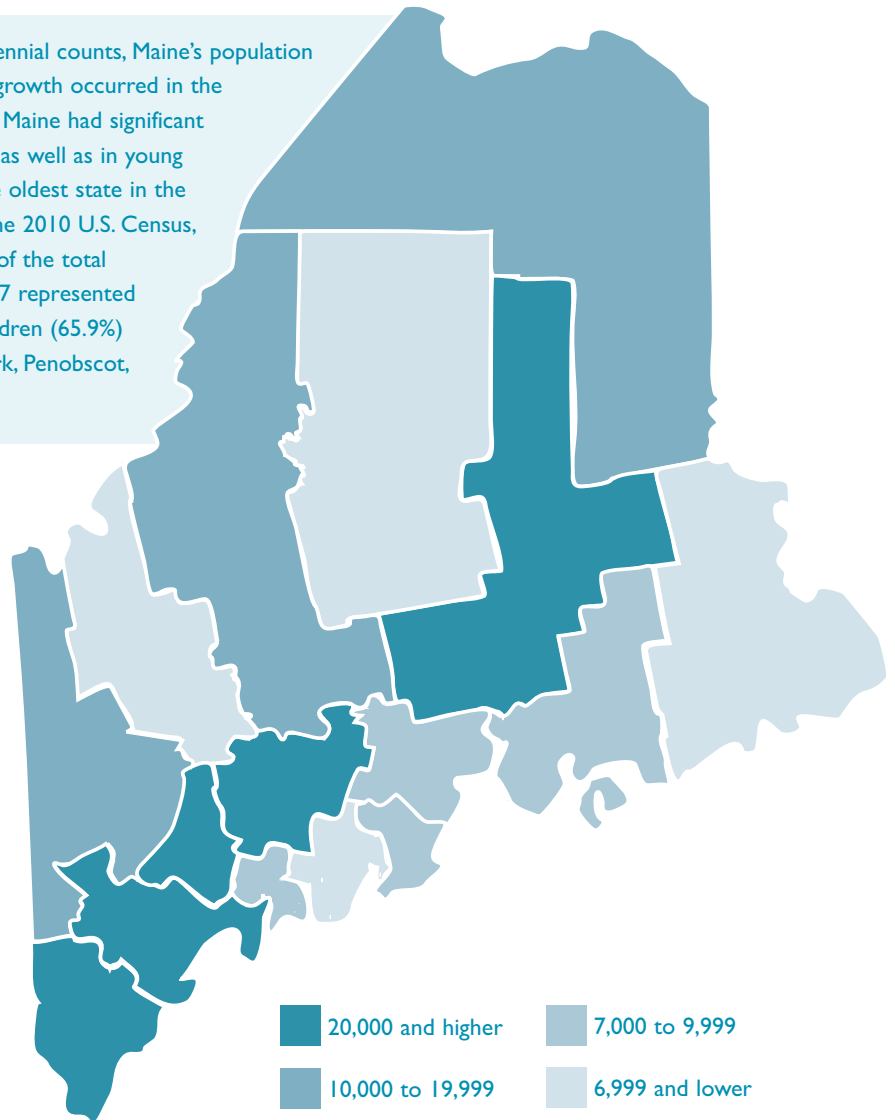 ennial counts, Maine's population
growth occurred in the
Maine had significant
as well as in young
oldest state in the
he 2010 U.S. Census,
of the total
7 represented
dren (65.9%)
rk, Penobscot,
20,000 and higher
7,000 to 9,999
10,000 to 19,999
6,999 and lower